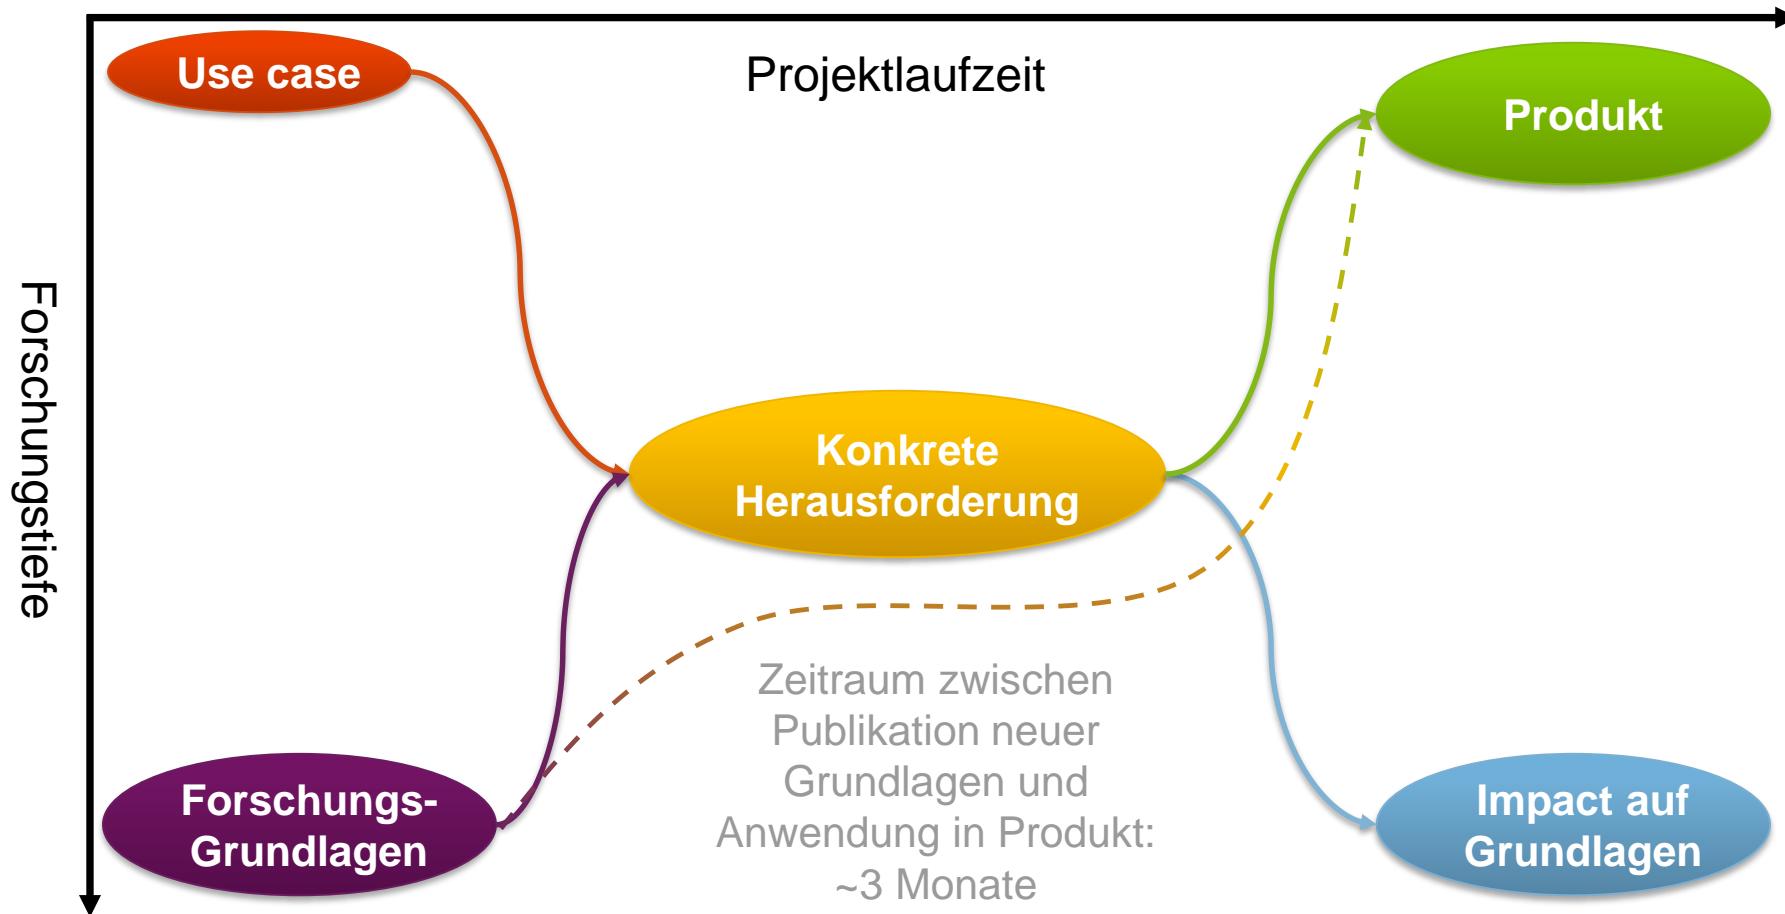 Use case
Projektlaufzeit
Produkt
Forschungstiefe
Konkrete
Herausforderung
Zeitraum zwischen
Publikation neuer
Grundlagen und
Anwendung in Produkt:
~3 Monate
Forschungs-
Grundlagen
Impact auf
Grundlagen